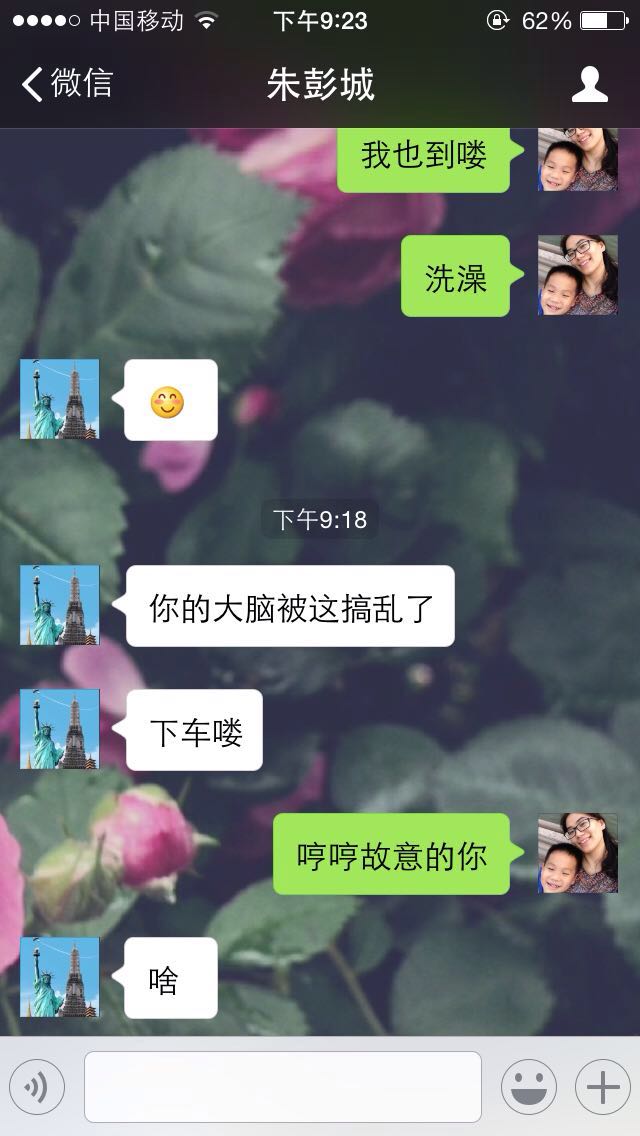 中国移动 下午9:23 62%
微信 朱彭城
我也到喽
洗澡
下午9:18
你的大脑被这搞乱了
下车喽
哼哼故意的你
啥